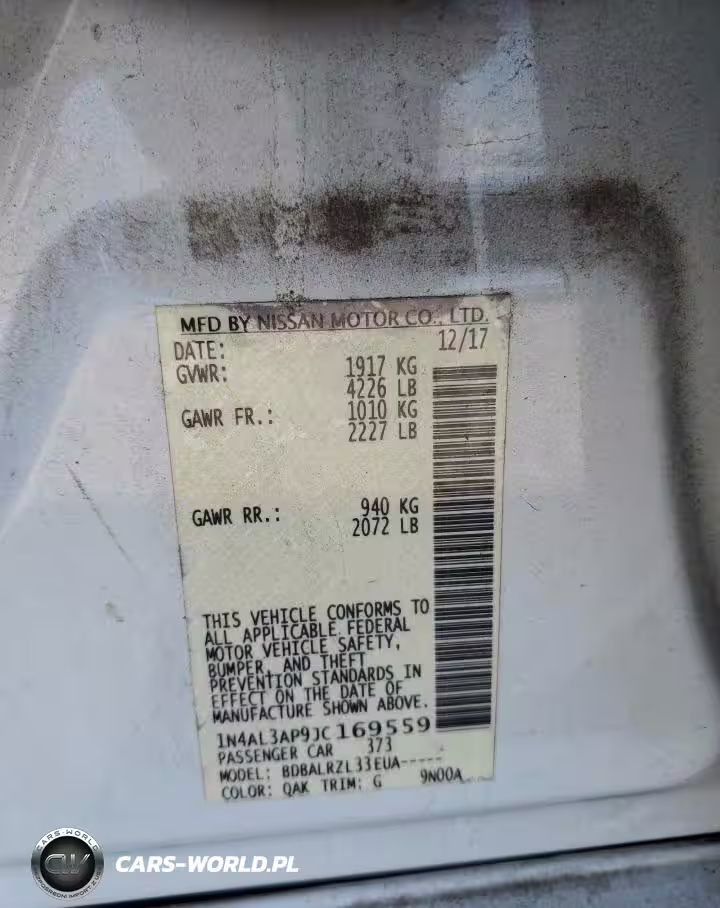 MFD BY NISSAN MOTOR CO., LTD.
DATE: 12/17
GVWR: 1917 KG
4226 LB
GAWR FR.: 1010 KG
2227 LB
GAWR RR.: 940 KG
2072 LB
THIS VEHICLE CONFORMS TO
ALL APPLICABLE FEDERAL
MOTOR VEHICLE SAFETY,
BUMPER, AND THEFT
PREVENTION STANDARDS IN
EFFECT ON THE DATE OF
MANUFACTURE SHOWN ABOVE.
1N4AL3AP9JC169559
PASSENGER CAR 373
MODEL: BDBALRZL33EUA-----
COLOR: QAK TRIM: G 9N00A
CARS-WORLD
CW
CARS-WORLD.PL